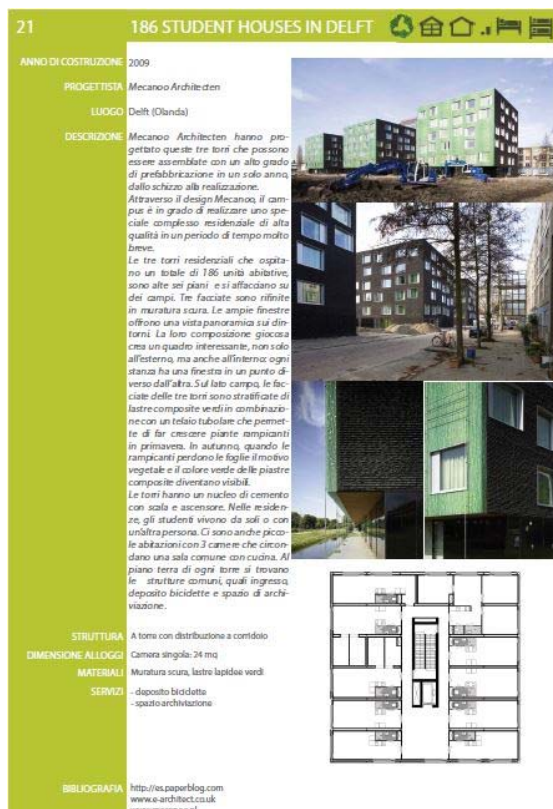 21
186 STUDENT HOUSES IN DELFT
ANNO DI COSTRUZIONE 2009
PROGETTISTA Mecanoo Architecten
LUOGO Delft (Olanda)
DESCRIZIONE Mecanoo Architecten hanno pro-
gettato queste tre torri che possono
essere assemblate con un alto grado
di prefabbricazione in un solo anno,
dallo schizzo alla realizzazione.
Attraverso il design Mecanoo, il cam-
pus è in grado di realizzare uno spe-
ciale complesso residenziale di alta
qualità in un periodo di tempo molto
breve.
Le tre torri residenziali che ospita-
no un totale di 186 unità abitative,
sono alte sei piani e si affacciano su
dei campi. Tre facciate sono rifinite
in muratura scura. Le ampie finestre
offrono una vista panoramica sui din-
torni. La loro composizione giocosa
crea un quadro interessante, non solo
all'esterno, ma anche all'interno: ogni
stanza ha una finestra in un punto di-
verso dall'altra. Sul lato campo, le fac-
ciate delle tre torri sono stratificate di
lastre composite verdi in combinazio-
ne con un telaio tubolare che permet-
te di far crescere piante rampicanti
in primavera. In autunno, quando le
rampicanti perdono le foglie il motivo
vegetale e il colore verde delle piastre
composite diventano visibili.
Le torri hanno un nucleo di cemento
con scala e ascensore. Nelle residen-
ze, gli studenti vivono da soli o con
un'altra persona. Ci sono anche picco-
le abitazioni con 3 camere che circon-
dano una sala comune con cucina. Al
piano terra di ogni torre si trovano
le strutture comuni, quali ingresso,
deposito biciclette e spazio di archi-
viazione.
STRUTTURA A torre con distribuzione a corridoio
DIMENSIONE ALLOGGI Camera singola: 24 mq
MATERIALI Muratura scura, lastre lapidee verdi
SERVIZI - deposito biciclette
- spazio archiviazione
BIBLIOGRAFIA http://es.paperblog.com
www.e-architect.co.uk